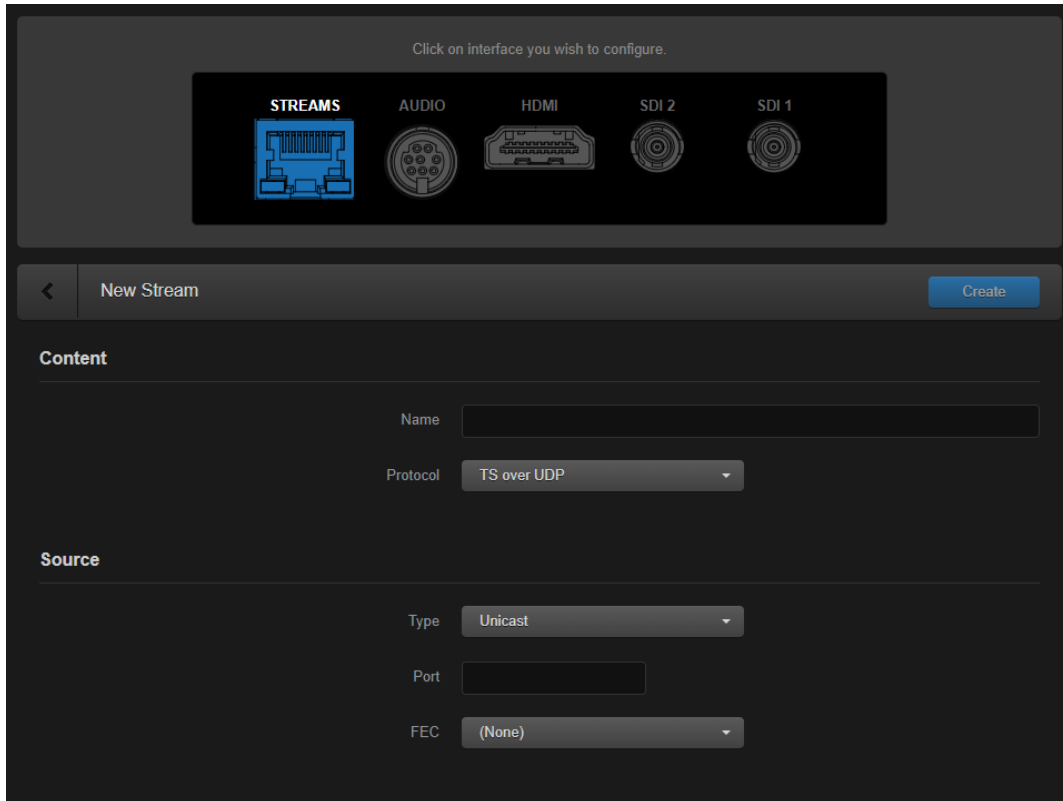 Click on interface you wish to configure.
STREAMS AUDIO HDMI SDI 2 SDI 1
New Stream Create
Content
Name
Protocol TS over UDP
Source
Type Unicast
Port
FEC (None)